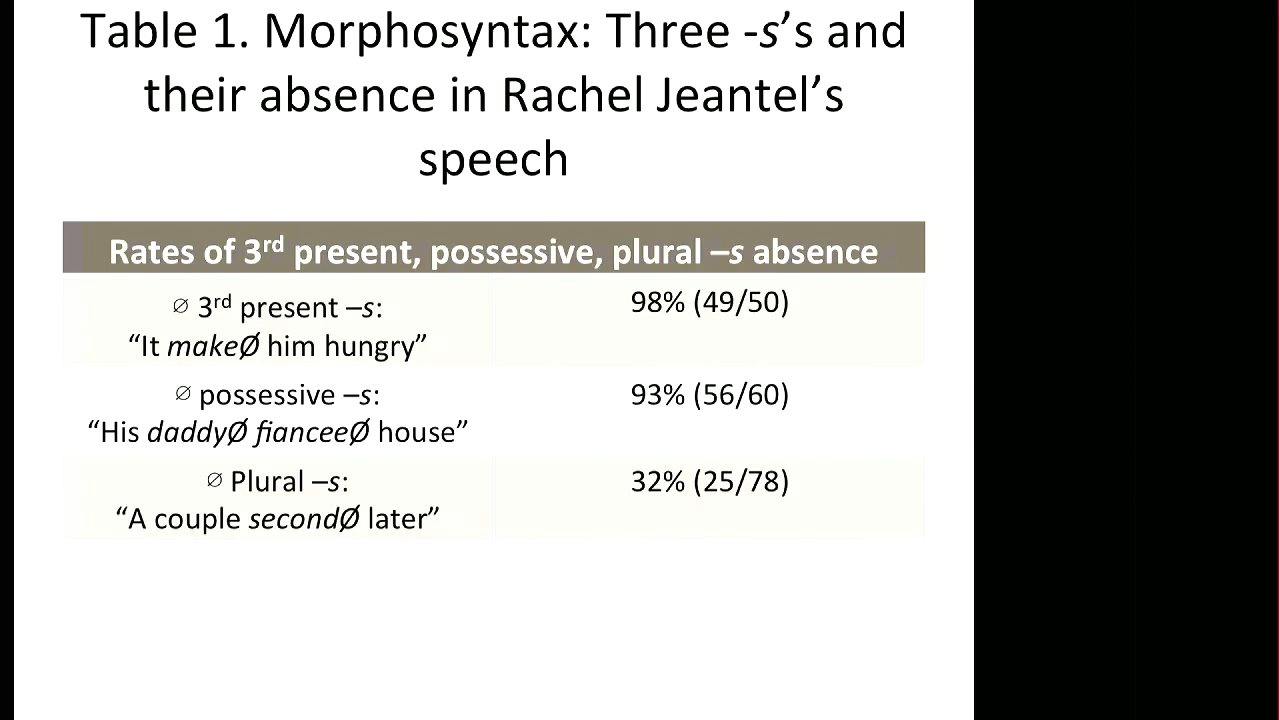 Table 1. Morphosyntax: Three -s’s and
their absence in Rachel Jeantel’s
speech
Rates of 3rd present, possessive, plural –s absence
∅ 3rd present –s:
“It makeØ him hungry”
98% (49/50)
∅ possessive –s:
“His daddyØ fianceeØ house”
93% (56/60)
∅ Plural –s:
“A couple secondØ later”
32% (25/78)